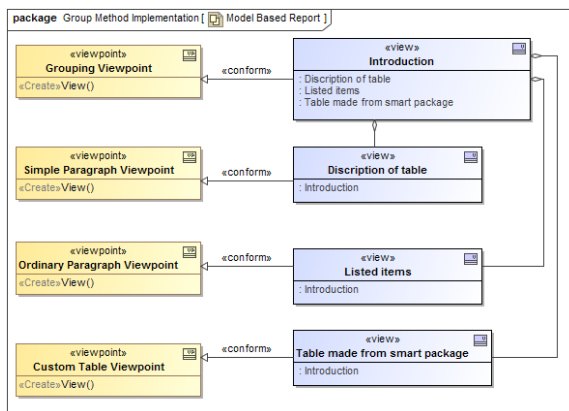 package Group Method Implementation [ Model Based Report ]
«viewpoint»
Grouping Viewpoint
«Create»View()
«conform»
«view»
Introduction
: Discription of table
: Listed items
: Table made from smart package
«viewpoint»
Simple Paragraph Viewpoint
«Create»View()
«conform»
«view»
Discription of table
: Introduction
«viewpoint»
Ordinary Paragraph Viewpoint
«Create»View()
«conform»
«view»
Listed items
: Introduction
«viewpoint»
Custom Table Viewpoint
«Create»View()
«conform»
«view»
Table made from smart package
: Introduction